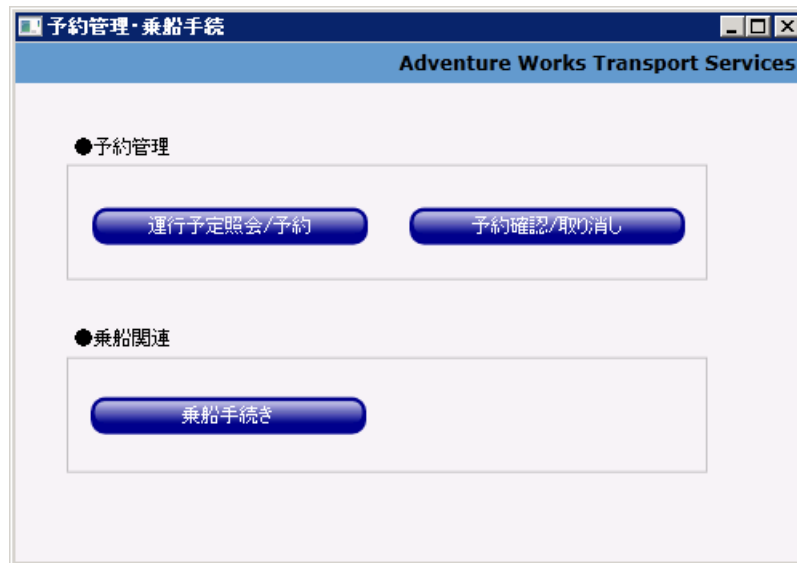 予約管理・乗船手続
Adventure Works Transport Services
●予約管理
運行予定照会/予約
予約確認/取り消し
●乗船関連
乗船手続き